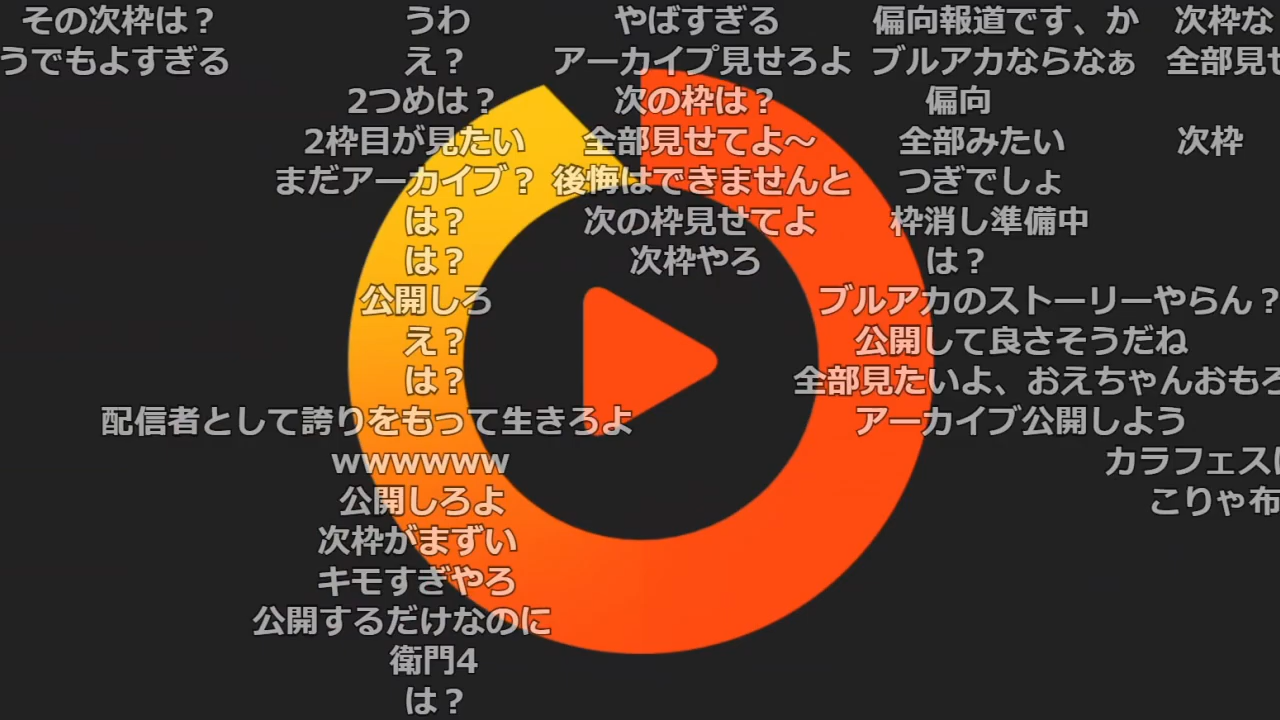 その次枠は？
うわ
やばすぎる
偏向報道です、か
次枠な
うでもよすぎる
え？
アーカイプ見せろよ
ブルアカならなぁ
全部見せ
2つめは？
次の枠は？
偏向
2枠目が見たい
全部見せてよ～
全部みたい
次枠
まだアーカイブ？
後悔はできませんと
つぎでしょ
は？
次の枠見せてよ
枠消し準備中
は？
次枠やろ
は？
公開しろ
ブルアカのストーリーやらん？
え？
公開して良さそうだね
は？
全部見たいよ、おえちゃんおもろ
配信者として誇りをもって生きろよ
アーカイブ公開しよう
wwwwwww
カラフェスは
公開しろよ
こりゃ布
次枠がまずい
キモすぎやろ
公開するだけなのに
衛門4
は？